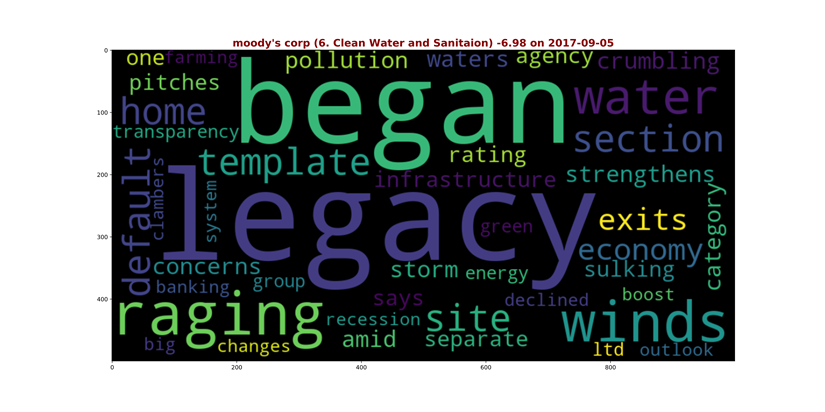 moody's corp (6. Clean Water and Sanitaion) -6.98 on 2017-09-05
one farming pollution waters agency crumbling
pitches
home began water
transparency section
template rating
infrastructure strengthens
default clambers system legacy green exits category
economy
concerns storm energy sulking
banking group
raging says declined boost
recession site winds
big changes amid separate ltd outlook
0
100
200
300
400
0 200 400 600 800